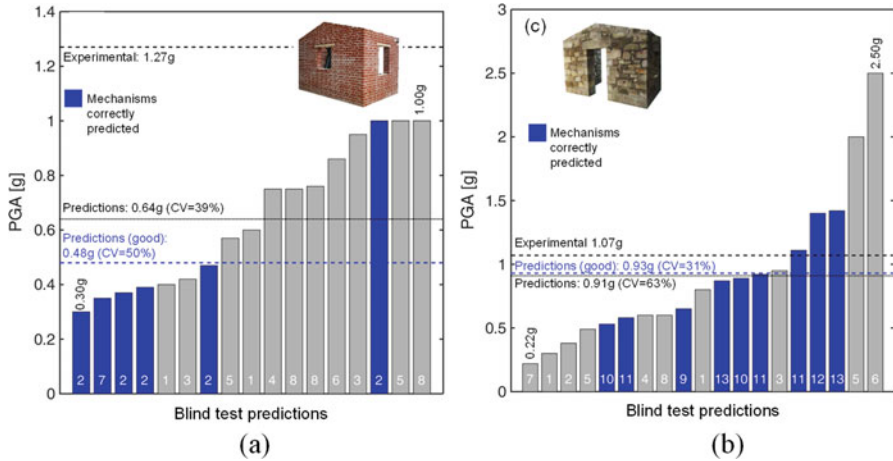 1.4
1.2
1
0.8
0.6
0.4
0.2
0
PGA [g]
Experimental: 1.27g
Mechanisms
correctly
predicted
1.00g
Predictions: 0.64g (CV=39%)
Predictions (good):
0.48g (CV=50%)
0.30g
2 7 2 2 1 3 2 5 1 4 8 8 6 3 2 5 8
Blind test predictions
(a)
3
2.5
2
1.5
1
0.5
0
PGA [g]
(c)
2.50g
Mechanisms
correctly
predicted
Experimental 1.07g
Predictions (good): 0.93g (CV=31%)
Predictions: 0.91g (CV=63%)
0.22g
7 1 2 5 10 11 4 8 9 1 13 10 11 3 11 12 13 5 6
Blind test predictions
(b)